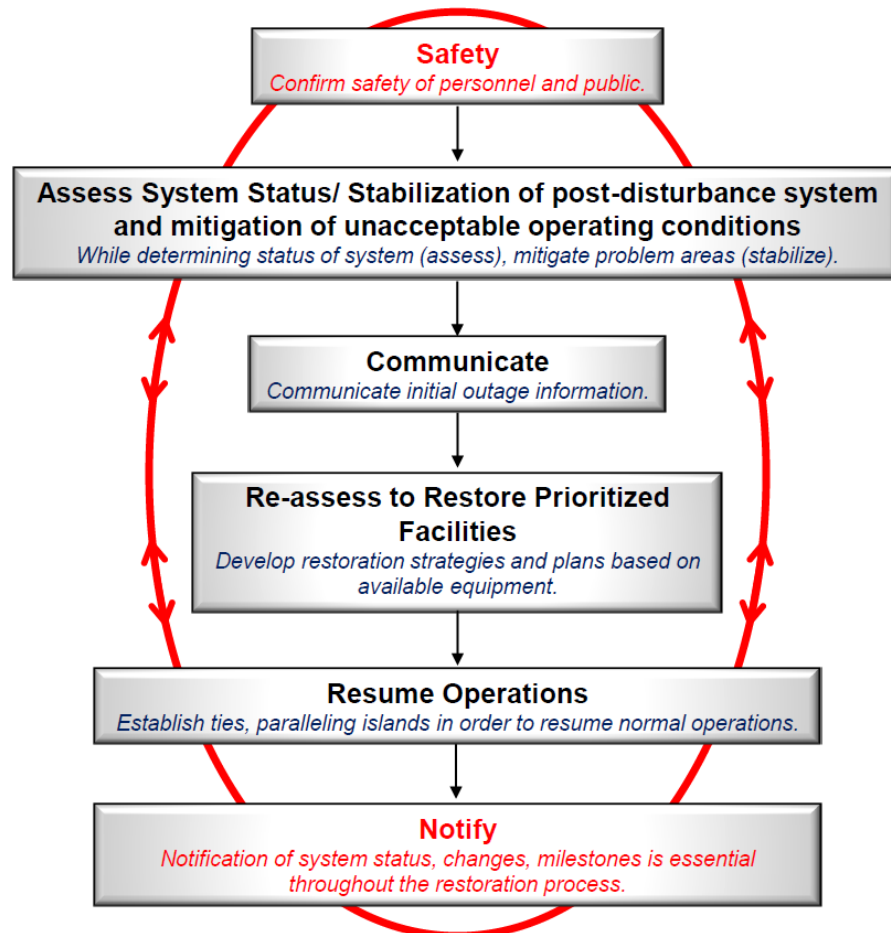 Safety
Confirm safety of personnel and public.
Assess System Status/ Stabilization of post-disturbance system
and mitigation of unacceptable operating conditions
While determining status of system (assess), mitigate problem areas (stabilize).
Communicate
Communicate initial outage information.
Re-assess to Restore Prioritized
Facilities
Develop restoration strategies and plans based on
available equipment.
Resume Operations
Establish ties, paralleling islands in order to resume normal operations.
Notify
Notification of system status, changes, milestones is essential
throughout the restoration process.